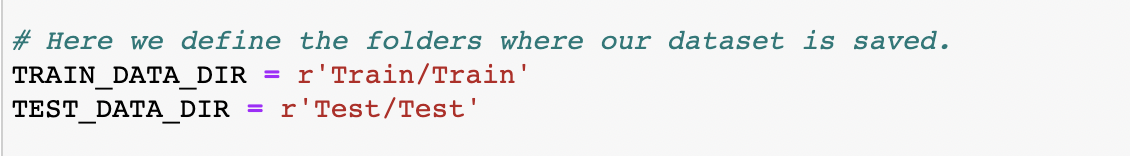 # Here we define the folders where our dataset is saved.
TRAIN_DATA_DIR = r'Train/Train'
TEST_DATA_DIR = r'Test/Test'